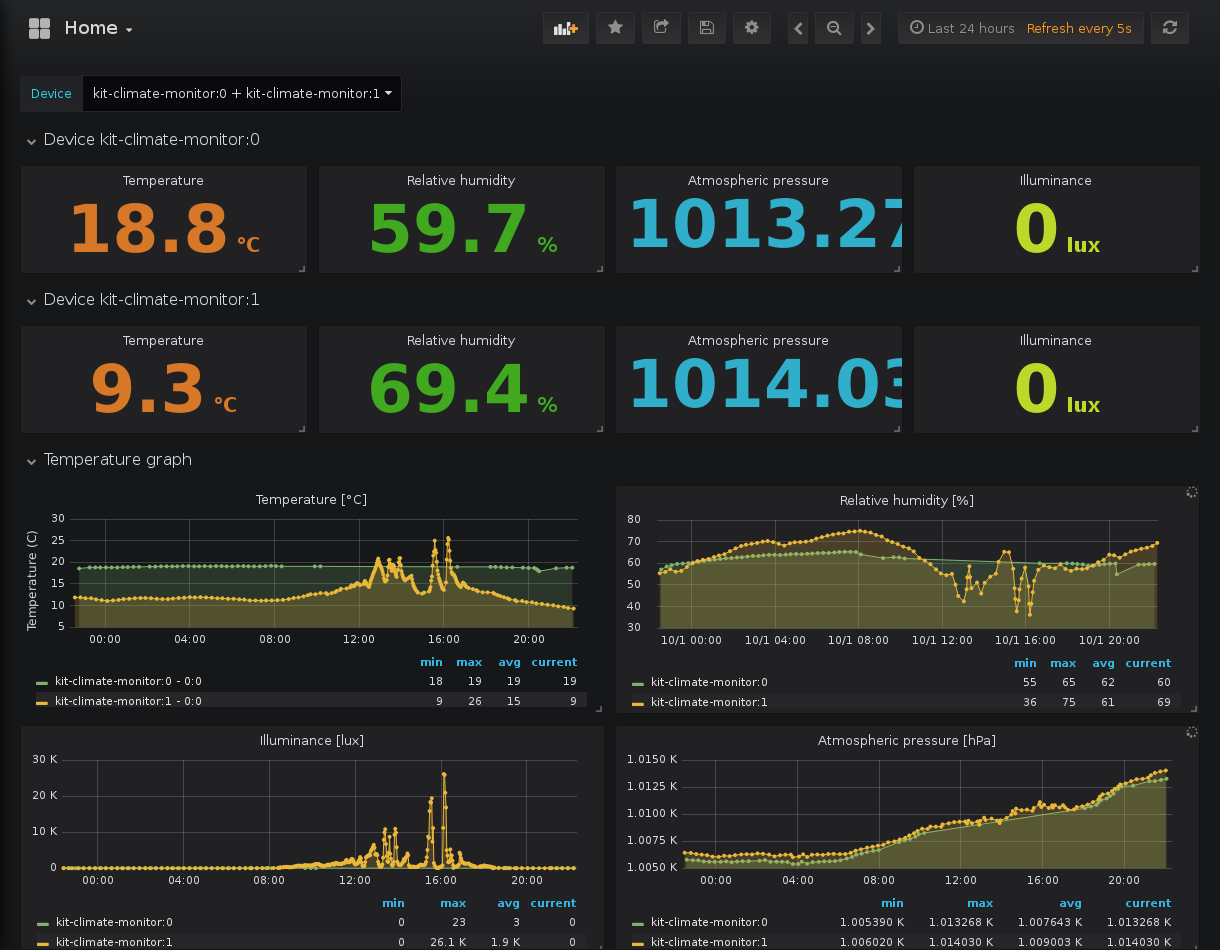 Home
Last 24 hours Refresh every 5s
Device kit-climate-monitor:0 + kit-climate-monitor:1
Device kit-climate-monitor:0
Temperature Relative humidity Atmospheric pressure Illuminance
18.8 °C 59.7 % 1013.27 0 lux
Device kit-climate-monitor:1
Temperature Relative humidity Atmospheric pressure Illuminance
9.3 °C 69.4 % 1014.03 0 lux
Temperature graph
Temperature [°C]
Temperature (C)
30
25
20
15
10
5
00:00 04:00 08:00 12:00 16:00 20:00
min max avg current
kit-climate-monitor:0 - 0:0 18 19 19 19
kit-climate-monitor:1 - 0:0 9 26 15 9
Relative humidity [%]
80
70
60
50
40
30
10/1 00:00 10/1 04:00 10/1 08:00 10/1 12:00 10/1 16:00 10/1 20:00
min max avg current
kit-climate-monitor:0 55 65 62 60
kit-climate-monitor:1 36 75 61 69
Illuminance [lux]
30 K
20 K
10 K
0
00:00 04:00 08:00 12:00 16:00 20:00
min max avg current
kit-climate-monitor:0 0 23 3 0
kit-climate-monitor:1 0 26.1 K 1.9 K 0
Atmospheric pressure [hPa]
1.0150 K
1.0125 K
1.0100 K
1.0075 K
1.0050 K
00:00 04:00 08:00 12:00 16:00 20:00
min max avg current
kit-climate-monitor:0 1.005390 K 1.013268 K 1.007643 K 1.013268 K
kit-climate-monitor:1 1.006020 K 1.014030 K 1.009003 K 1.014030 K